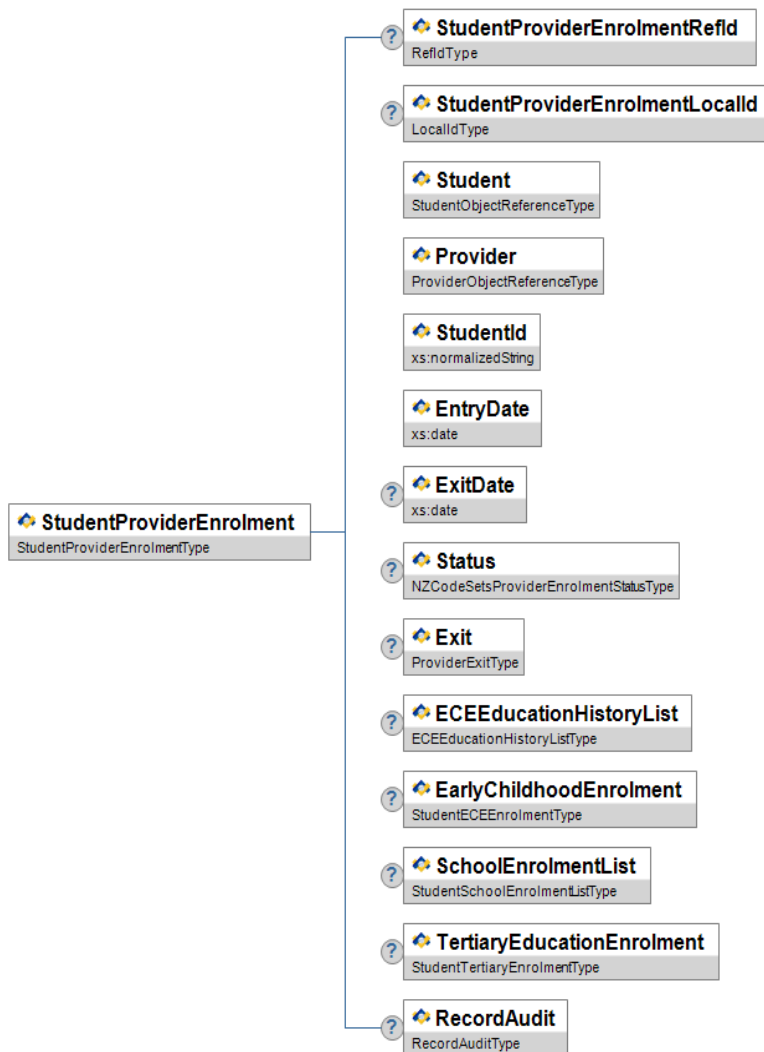 ?
StudentProviderEnrolmentRefId
RefIdType
?
StudentProviderEnrolmentLocalId
LocalIdType
Student
StudentObjectReferenceType
Provider
ProviderObjectReferenceType
StudentId
xs:normalizedString
EntryDate
xs:date
?
ExitDate
xs:date
StudentProviderEnrolment
StudentProviderEnrolmentType
?
Status
NZCodeSetsProviderEnrolmentStatusType
?
Exit
ProviderExitType
?
ECEEducationHistoryList
ECEEducationHistoryListType
?
EarlyChildhoodEnrolment
StudentECEEnrolmentType
?
SchoolEnrolmentList
StudentSchoolEnrolmentListType
?
TertiaryEducationEnrolment
StudentTertiaryEnrolmentType
?
RecordAudit
RecordAuditType